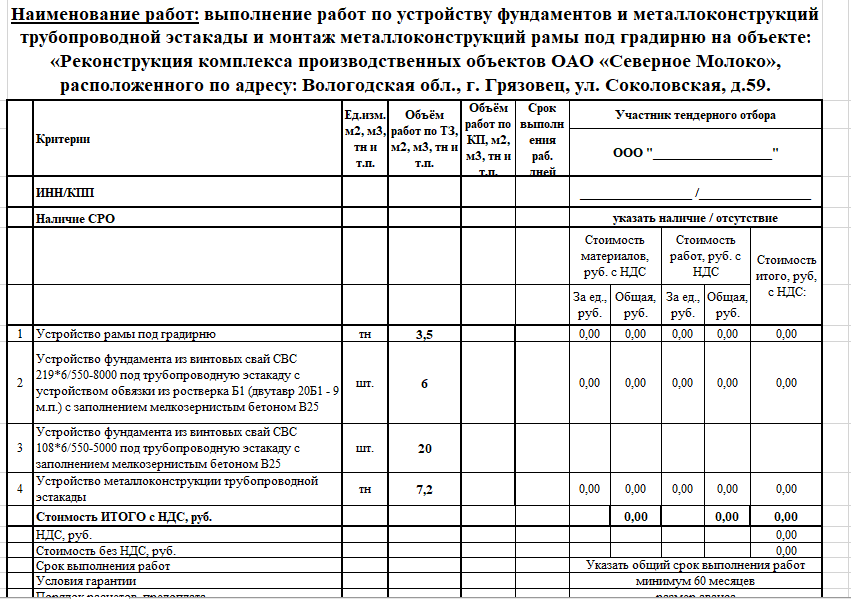 Наименование работ: выполнение работ по устройству фундаментов и металлоконструкций
трубопроводной эстакады и монтаж металлоконструкций рамы под градирню на объекте:
«Реконструкция комплекса производственных объектов ОАО «Северное Молоко»,
расположенного по адресу: Вологодская обл., г. Грязовец, ул. Соколовская, д.59.
Критерии
Ед.изм.
м2, м3,
тн и
т.п.
Объём
работ по ТЗ,
м2, м3, тн и
т.п.
Объём
работ по
КП, м2,
м3, тн и
т.п.
Срок
выполн
ения
раб.
дней
Участник тендерного отбора
ООО "___________________"
ИНН/КПП
__________________ /__________________
Наличие СРО
указать наличие / отсутствие
Стоимость
материалов,
руб. с НДС
Стоимость
работ, руб. с
НДС
Стоимость
итого, руб,
с НДС:
За ед.,
руб.
Общая,
руб.
За ед.,
руб.
Общая,
руб.
1 Устройство рамы под градирню тн 3,5 0,00 0,00 0,00 0,00 0,00
Устройство фундамента из винтовых свай СВС
219*6/550-8000 под трубопроводную эстакаду с
2 устройством обвязки из ростверка Б1 (двутавр 20Б1 - 9 шт. 6 0,00 0,00 0,00 0,00 0,00
м.п.) с заполнением мелкозернистым бетоном В25
Устройство фундамента из винтовых свай СВС
3 108*6/550-5000 под трубопроводную эстакаду с шт. 20
заполнением мелкозернистым бетоном В25
4 Устройство металлоконструкции трубопроводной тн 7,2 0,00 0,00 0,00 0,00 0,00
эстакады
Стоимость ИТОГО с НДС, руб. 0,00 0,00 0,00
НДС, руб. 0,00
Стоимость без НДС, руб. 0,00
Срок выполнения работ Указать общий срок выполнения работ
Условия гарантии минимум 60 месяцев
Порядок расчетов, предоплата размер аванса